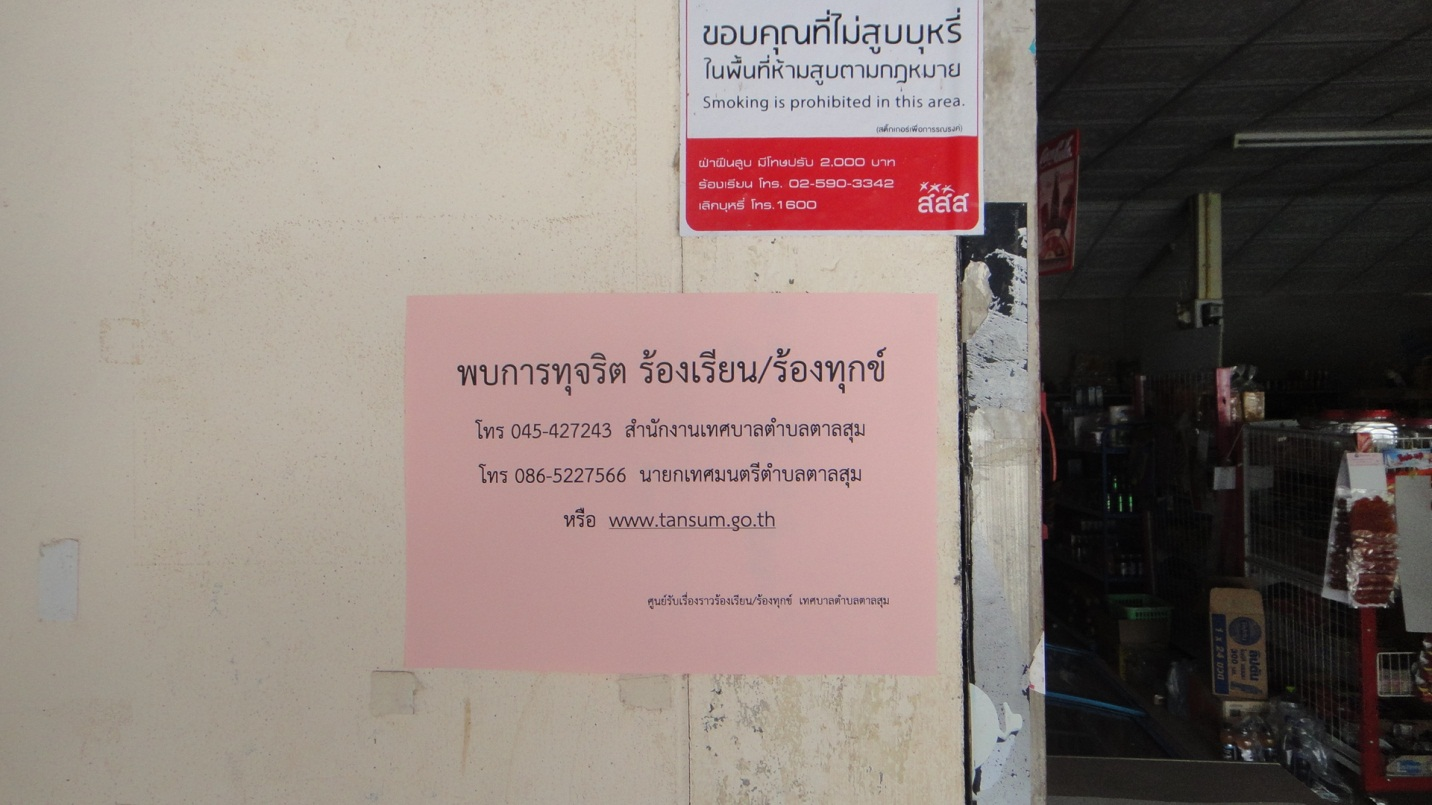 ขอบคุณที่ไม่สูบบุหรี่
ในพื้นที่ห้ามสูบตามกฎหมาย
Smoking is prohibited in this area.
(สติ๊กเกอร์เพื่อการรณรงค์)
ฝ่าฝืนสูบ มีโทษปรับ 2,000 บาท
ร้องเรียน โทร. 02-590-3342
เลิกบุหรี่ โทร.1600
สสส
พบการทุจริต ร้องเรียน/ร้องทุกข์
โทร 045-427243 สำนักงานเทศบาลตำบลตาลสุม
โทร 086-5227566 นายกเทศมนตรีตำบลตาลสุม
หรือ www.tansum.go.th
ศูนย์รับเรื่องราวร้องเรียน/ร้องทุกข์ เทศบาลตำบลตาลสุม